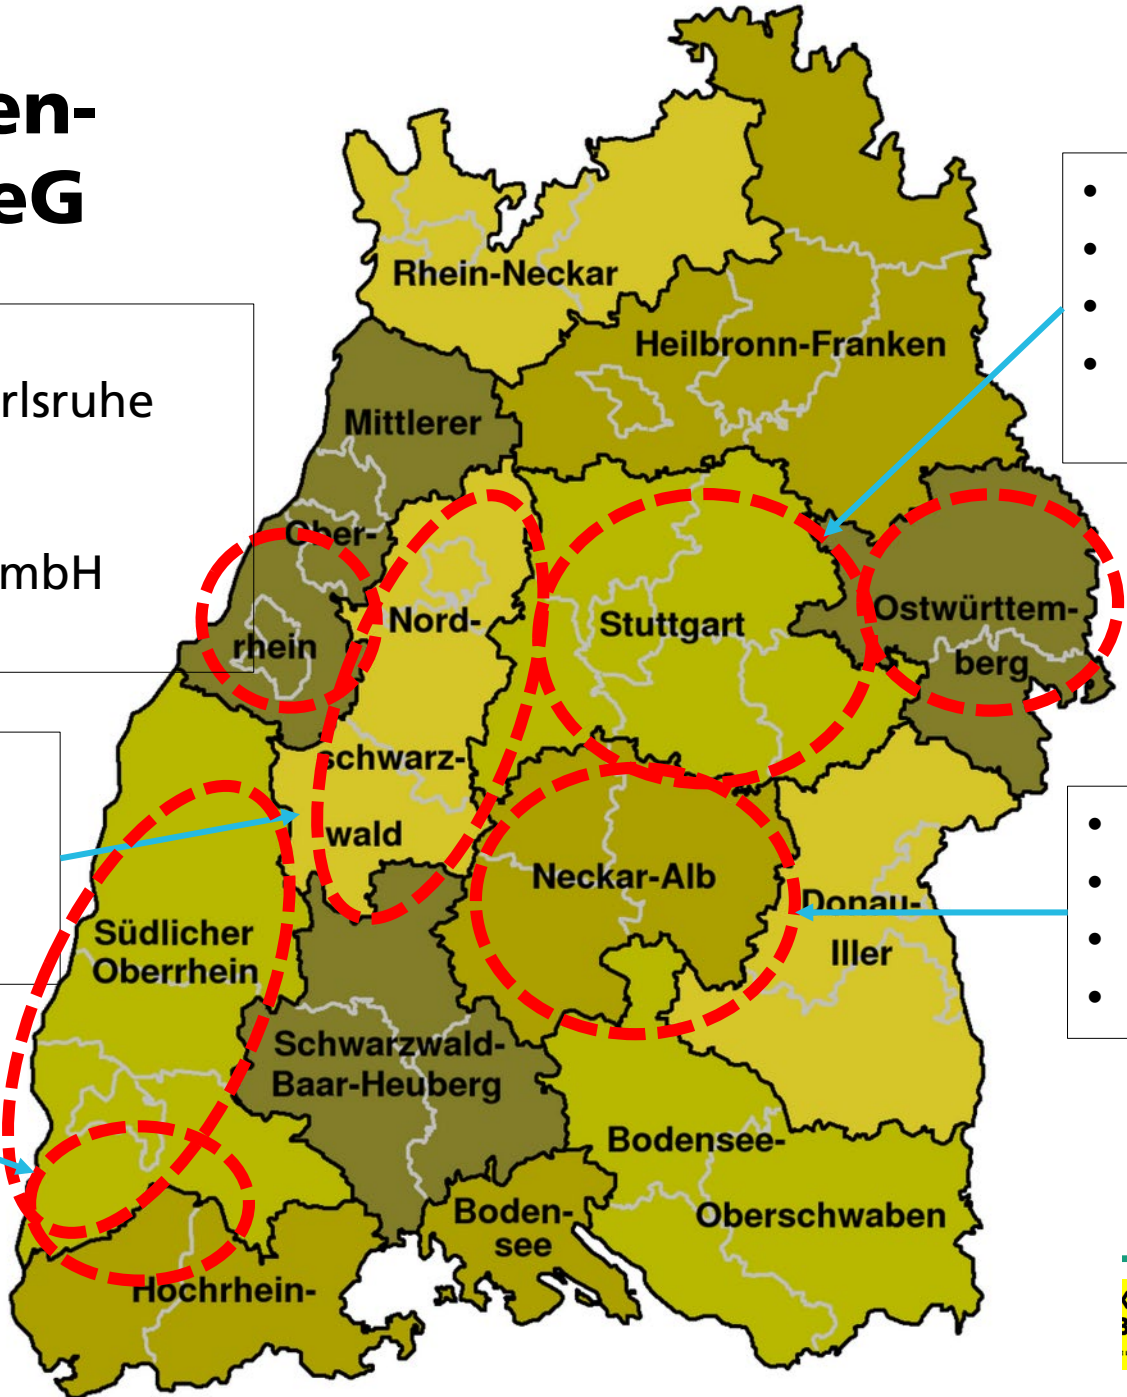 en-
eG
rlsruhe
mbH
Rhein-Neckar
Heilbronn-Franken
Mittlerer
Ober-
rhein
Nord-
schwarz-
wald
Stuttgart
Ostwürttem-
berg
Neckar-Alb
Donau-
Iller
Südlicher
Oberrhein
Schwarzwald-
Baar-Heuberg
Bodensee-
Oberschwaben
Boden-
see
Hochrhein-